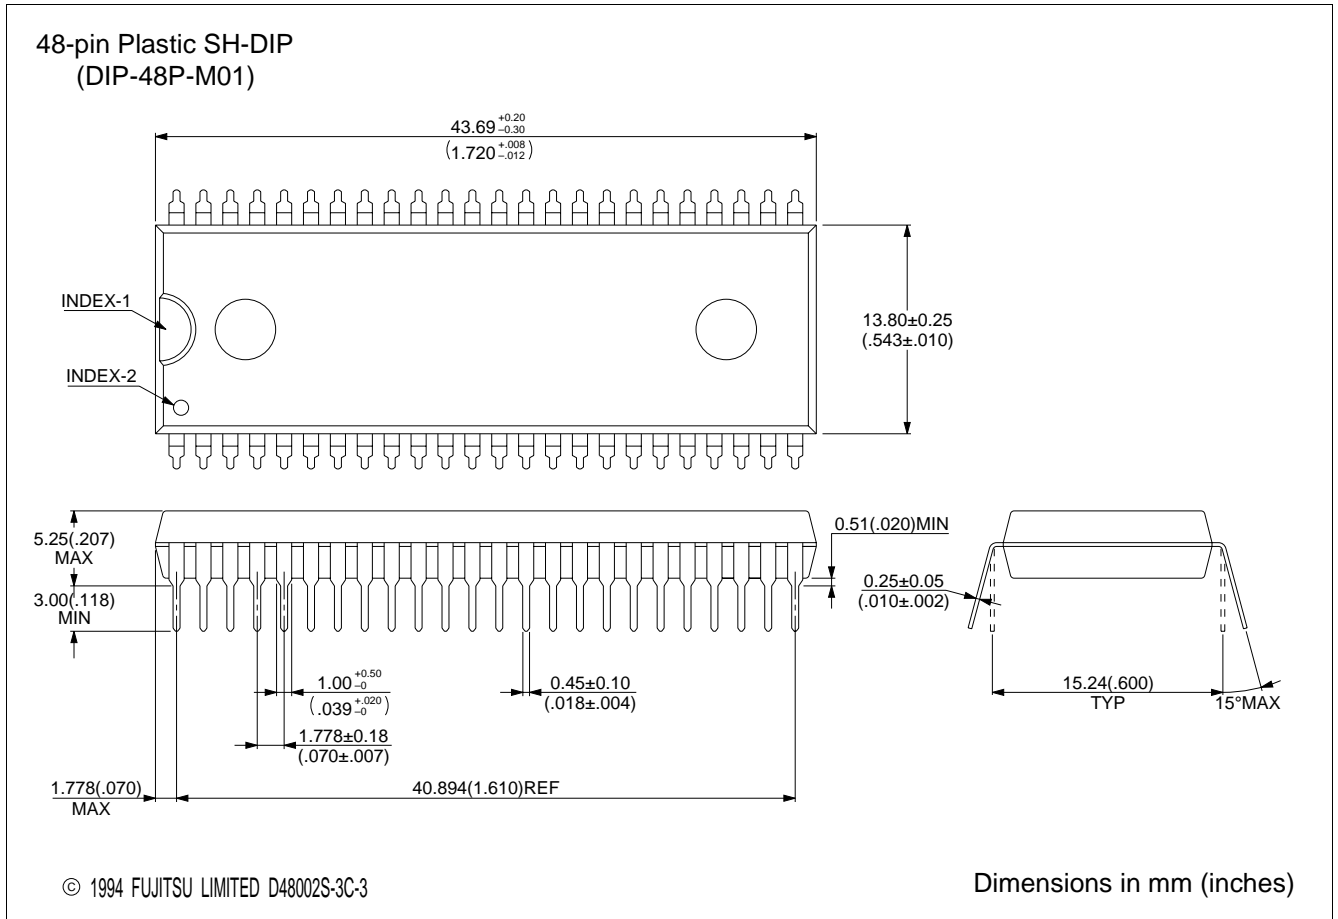 48-pin Plastic SH-DIP
(DIP-48P-M01)
43.69 +0.20 –0.30
(1.720 +.008 –.012)
INDEX-1
13.80±0.25
(.543±.010)
INDEX-2
5.25(.207)
MAX
0.51(.020)MIN
3.00(.118)
MIN
0.25±0.05
(.010±.002)
1.00 +0.50 –0
(.039 +.020 –0)
0.45±0.10
(.018±.004)
15.24(.600)
TYP
15°MAX
1.778±0.18
(.070±.007)
1.778(.070)
MAX
40.894(1.610)REF
© 1994 FUJITSU LIMITED D48002S-3C-3
Dimensions in mm (inches)